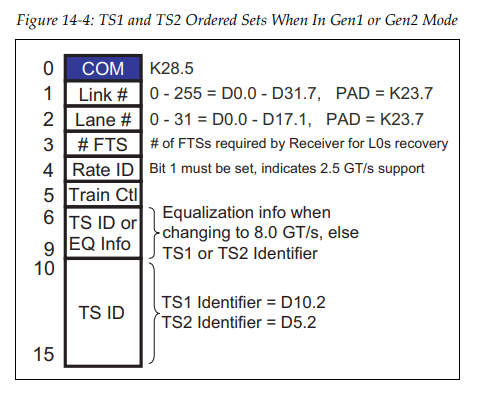 Figure 14-4: TS1 and TS2 Ordered Sets When In Gen1 or Gen2 Mode
0 COM K28.5
1 Link # 0 - 255 = D0.0 - D31.7, PAD = K23.7
2 Lane # 0 - 31 = D0.0 - D17.1, PAD = K23.7
3 # FTS # of FTSs required by Receiver for L0s recovery
4 Rate ID Bit 1 must be set, indicates 2.5 GT/s support
5 Train Ctl
6 TS ID or Equalization info when
9 EQ Info changing to 8.0 GT/s, else
TS1 or TS2 Identifier
10
TS ID TS1 Identifier = D10.2
TS2 Identifier = D5.2
15